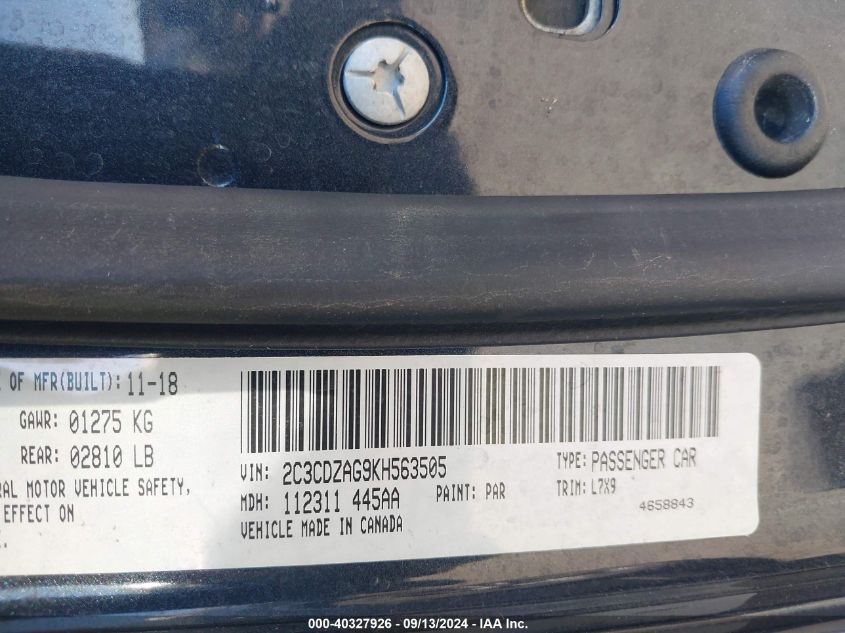 OF MFR(BUILT): 11-18
GAWR: 01275 KG
REAR: 02810 LB
MOTOR VEHICLE SAFETY,
EFFECT ON
VIN: 2C3CDZAG9KH563505
TYPE: PASSENGER CAR
MDH: 112311 445AA
PAINT: PAR
TRIM: L7X9
VEHICLE MADE IN CANADA
4658843
000-40327926 - 09/13/2024 - IAA Inc.